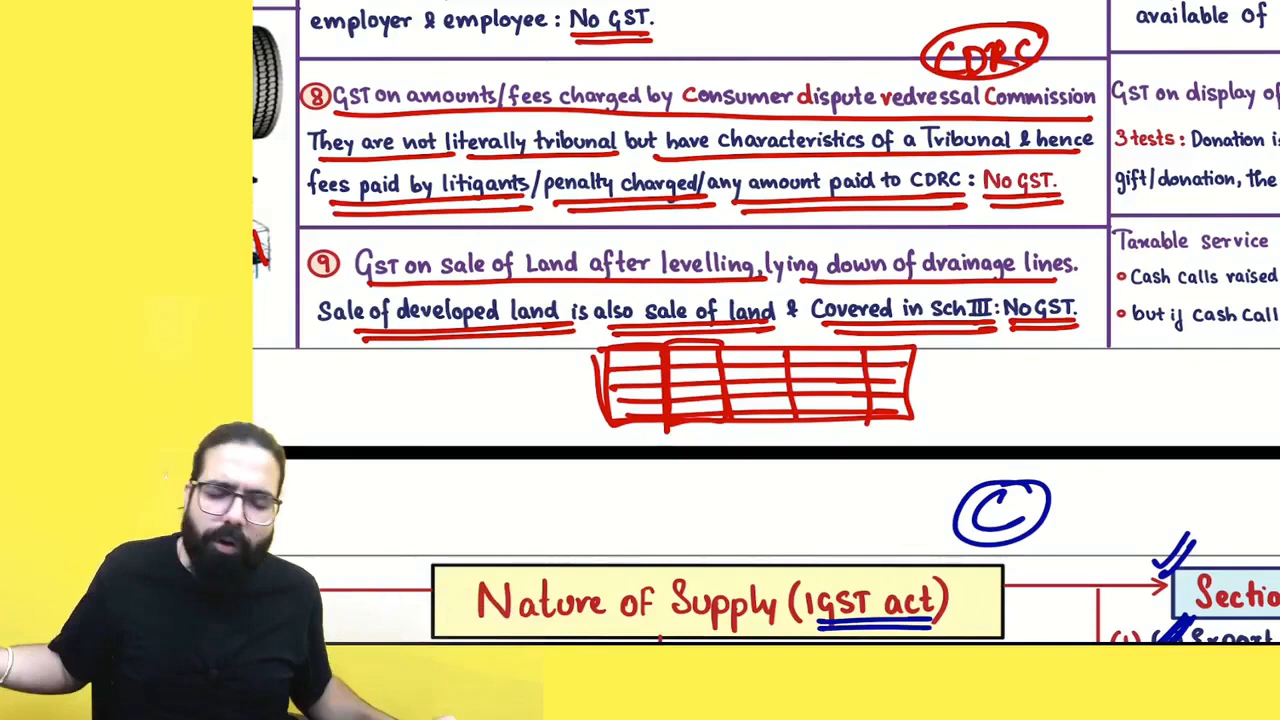 employer & employee : No GST.
CDRC
⑧ GST on amounts/fees charged by Consumer dispute redressal Commission
They are not literally tribunal but have characteristics of a Tribunal & hence
fees paid by litigants/penalty charged/any amount paid to CDRC : No GST.
⑨ GST on sale of Land after levelling, lying down of drainage lines.
Sale of developed land is also sale of land & Covered in Sch III : No GST.
available of
GST on display of
3 tests : Donation is
gift/donation, the
Taxable service
Cash calls raised
but if Cash Call
C
Nature of Supply (IGST act)
Sectio
(1)
Export